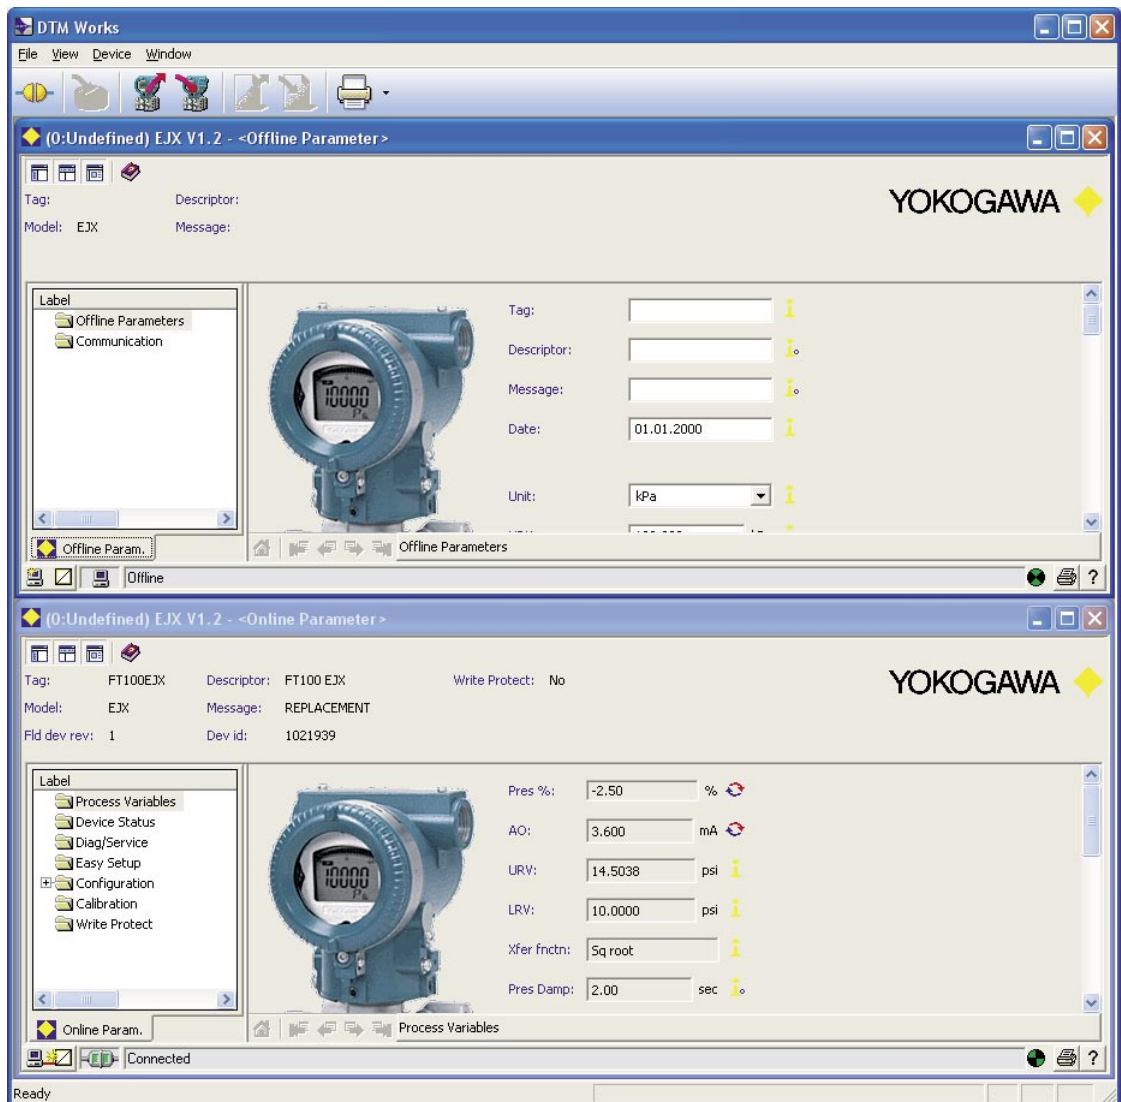 DTM Works
File View Device Window
(0:Undefined) EJX V1.2 - <Offline Parameter>
Tag: Descriptor:
Model: EJX Message:
YOKOGAWA
Label
Offline Parameters
Communication
10000
Pa
Tag:
Descriptor:
Message:
Date: 01.01.2000
Unit: kPa
Offline Param.
Offline Parameters
Offline
?
(0:Undefined) EJX V1.2 - <Online Parameter>
Tag: FT100EJX Descriptor: FT100 EJX Write Protect: No
Model: EJX Message: REPLACEMENT
Fld dev rev: 1 Dev id: 1021939
YOKOGAWA
Label
Process Variables
Device Status
Diag/Service
Easy Setup
Configuration
Calibration
Write Protect
10000
Pa
Pres %: -2.50 %
AO: 3.600 mA
URV: 14.5038 psi
LRV: 10.0000 psi
Xfer fnctn: Sq root
Pres Damp: 2.00 sec
Online Param.
Process Variables
Connected
?
Ready